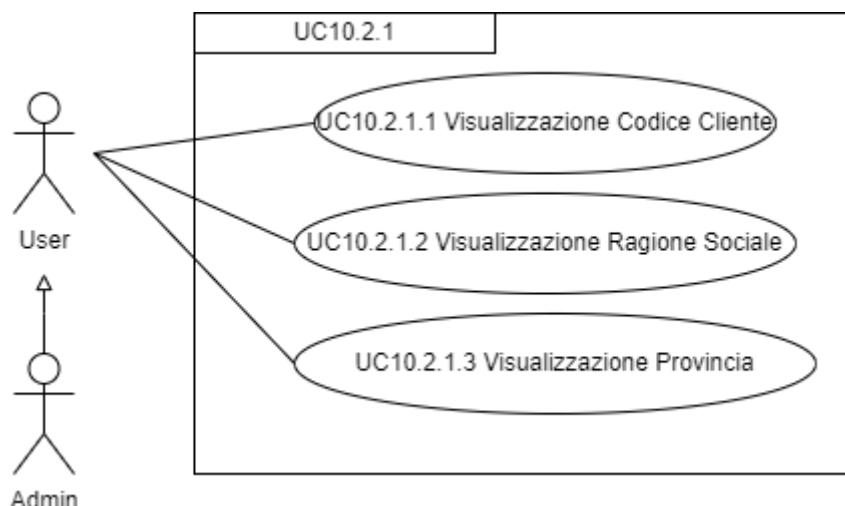 UC10.2.1
UC10.2.1.1 Visualizzazione Codice Cliente
User
UC10.2.1.2 Visualizzazione Ragione Sociale
UC10.2.1.3 Visualizzazione Provincia
Admin